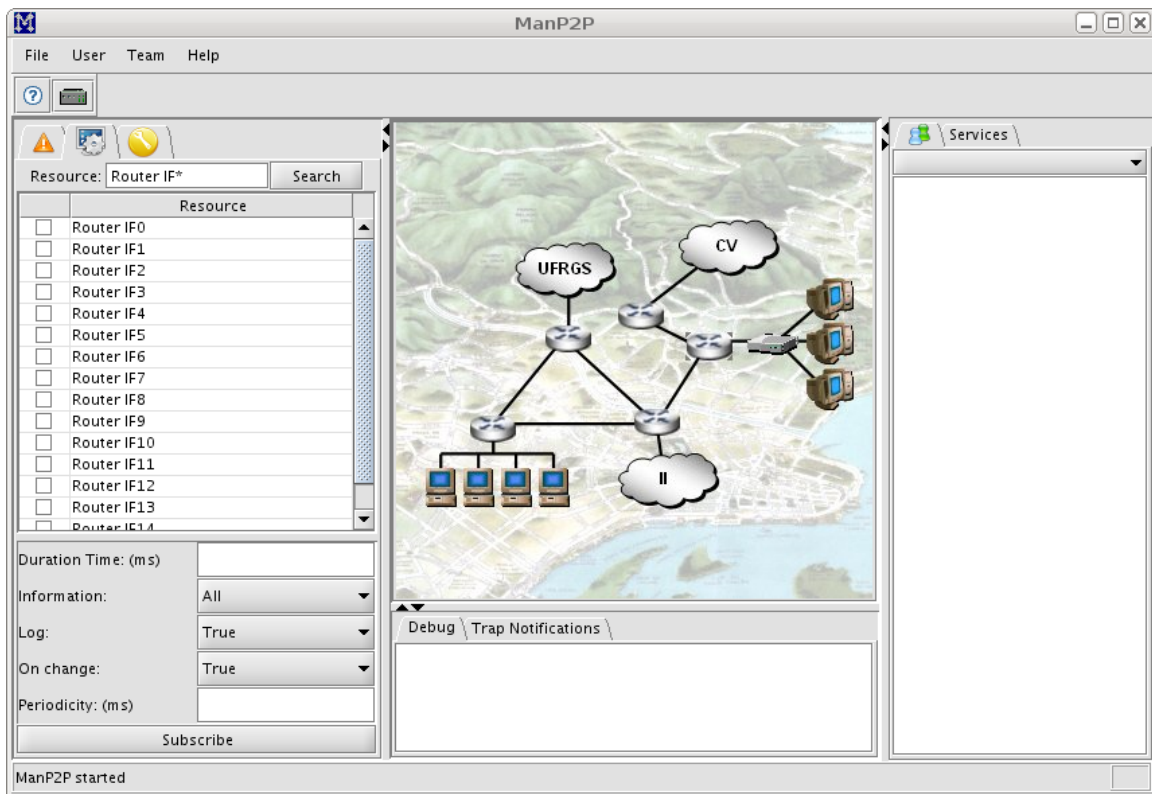 ManP2P
File User Team Help
Services
Resource: Router IF* Search
Resource
Router IF0
Router IF1
Router IF2
Router IF3
Router IF4
Router IF5
Router IF6
Router IF7
Router IF8
Router IF9
Router IF10
Router IF11
Router IF12
Router IF13
Router IF14
Duration Time: (ms)
Information: All
Log: True
On change: True
Periodicity: (ms)
Subscribe
CV
UFRGS
II
Debug Trap Notifications
ManP2P started